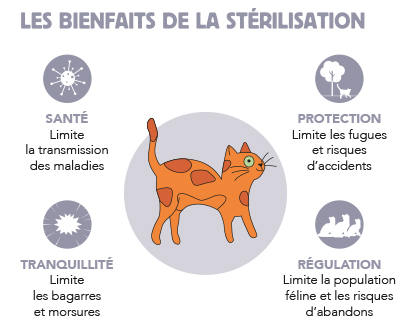 LES BIENFAITS DE LA STÉRILISATION
SANTÉ
Limite
la transmission
des maladies
PROTECTION
Limite les fugues
et risques
d'accidents
TRANQUILLITÉ
Limite
les bagarres
et morsures
RÉGULATION
Limite la population
féline et les risques
d'abandons